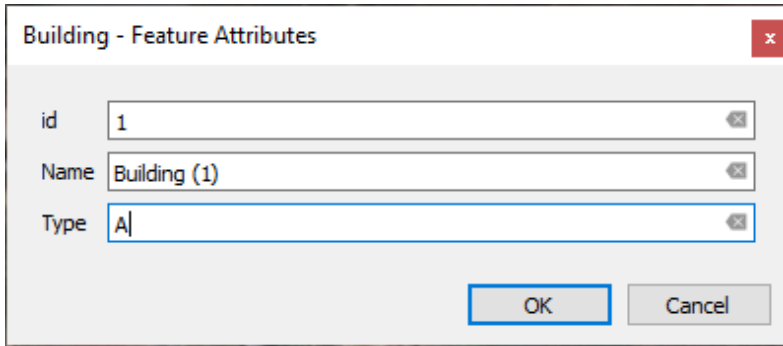 Building - Feature Attributes
x
id 1
Name Building (1)
Type A
OK Cancel